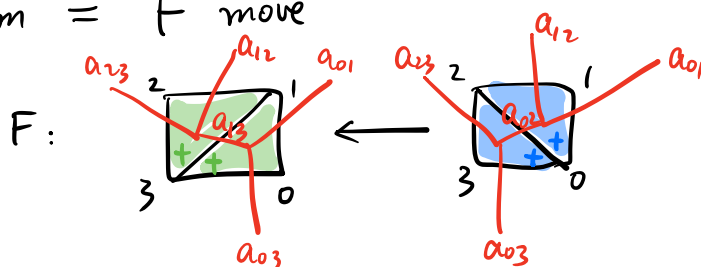 m = F move
a₂₃ a₁₂ a₀₁ a₂₃ a₁₂ a₀₁
2 1 2 1
F: a₁₃ ← a₀₂
+ + + +
3 0 3 0
a₀₃ a₀₃